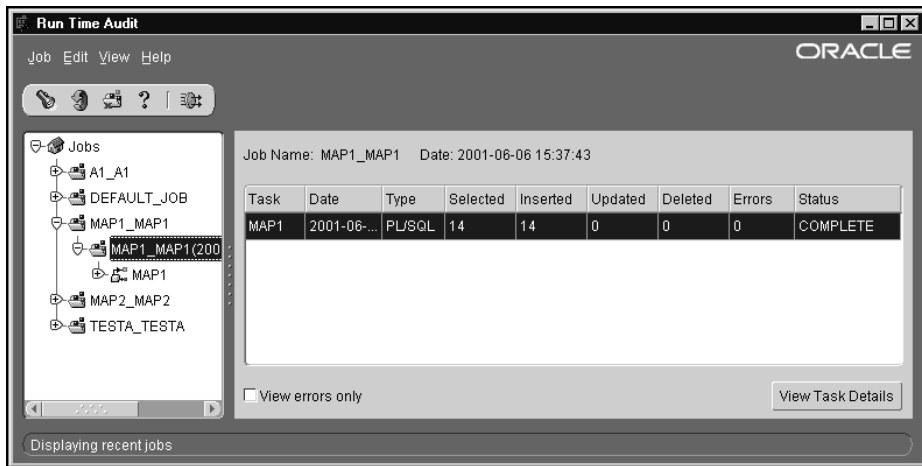 Run Time Audit
Job Edit View Help
ORACLE
?
Jobs
A1_A1
DEFAULT_JOB
MAP1_MAP1
MAP1_MAP1(200
MAP1
MAP2_MAP2
TESTA_TESTA
Job Name: MAP1_MAP1 Date: 2001-06-06 15:37:43
Task Date Type Selected Inserted Updated Deleted Errors Status
MAP1 2001-06-... PL/SQL 14 14 0 0 0 COMPLETE
View errors only
View Task Details
Displaying recent jobs